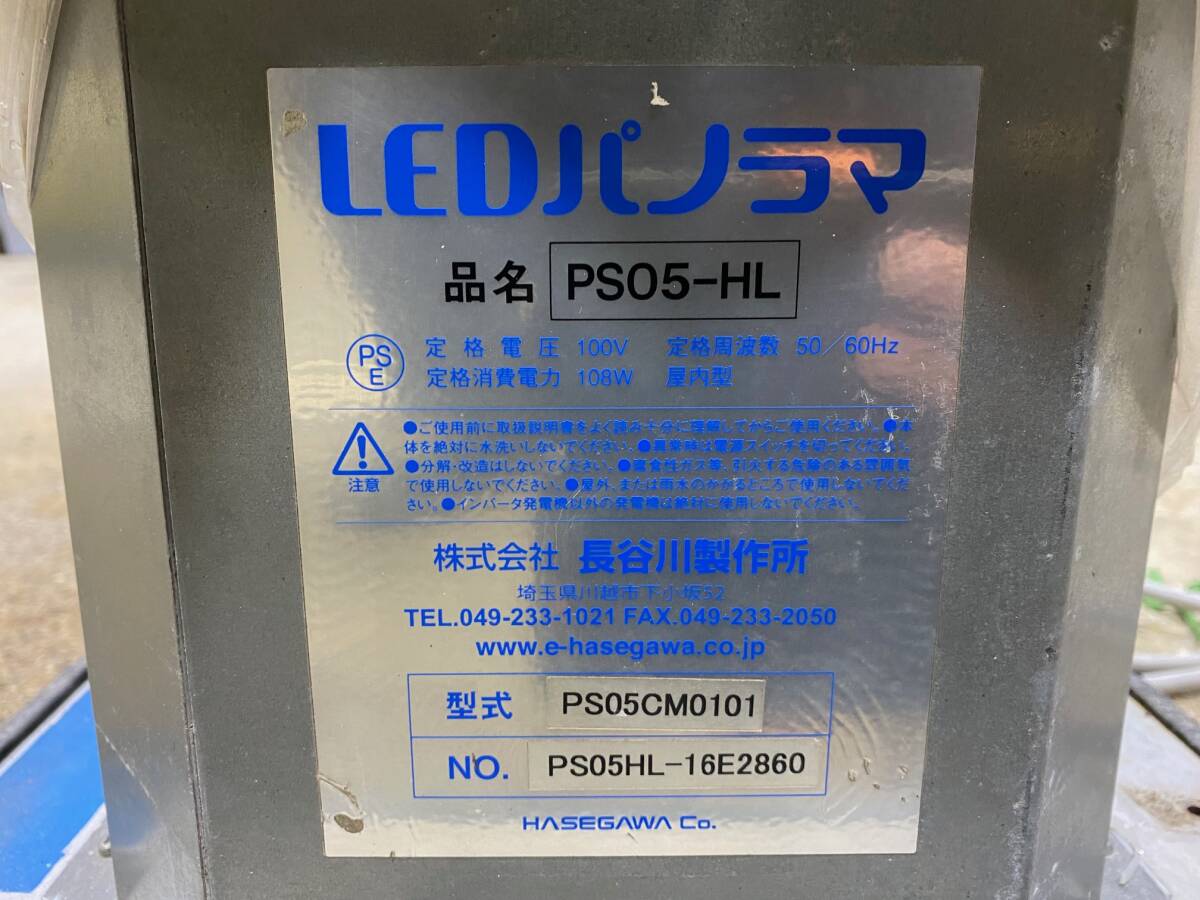 LEDパノラマ
品名 PS05-HL
PS
E
定格電圧 100V 定格周波数 50/60Hz
定格消費電力 108W 屋内型
注意
●ご使用前に取扱説明書をよく読み十分に理解してからご使用ください。●本
体を絶対に水洗いしないでください。●異常時は電源スイッチを切ってください。
●分解・改造はしないでください。●腐食性ガス等、引火する危険のある雰囲気
で使用しないでください。●屋外、または雨水のかかるところで使用しないでくだ
さい。●インバータ発電機以外の発電機は絶対に使用しないでください。
株式会社 長谷川製作所
埼玉県川越市下小坂52
TEL.049-233-1021 FAX.049-233-2050
www.e-hasegawa.co.jp
型式 PS05CM0101
NO. PS05HL-16E2860
HASEGAWA Co.